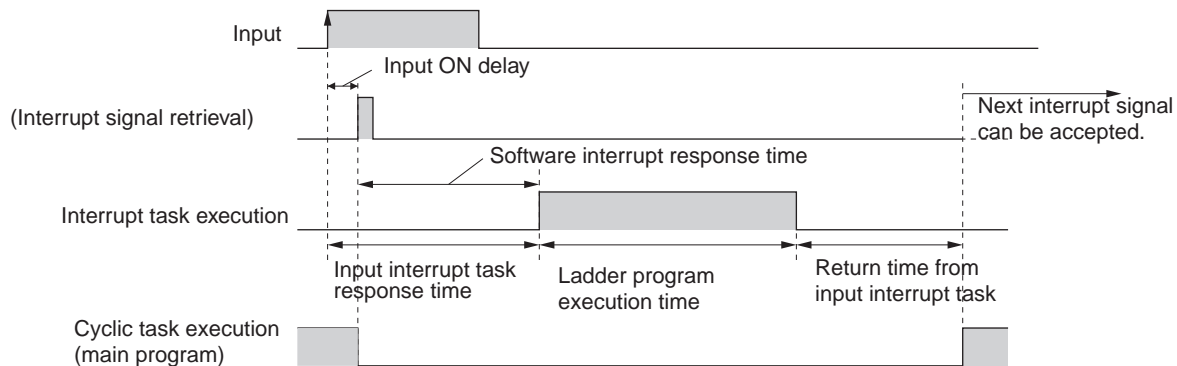 Input
Input ON delay
(Interrupt signal retrieval)
Next interrupt signal
can be accepted.
Software interrupt response time
Interrupt task execution
Input interrupt task
response time
Ladder program
execution time
Return time from
input interrupt task
Cyclic task execution
(main program)